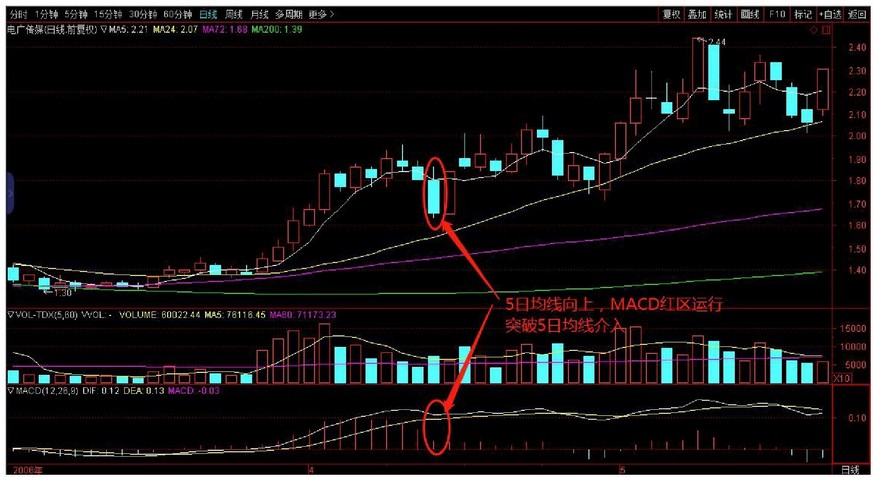 分时 1分钟 5分钟 15分钟 30分钟 60分钟 日线 周线 月线 多周期 更多> 复权 叠加 统计 画线 F10 标记 +自选 返回
电广传媒(日线.前复权) ▽MA5: 2.21 MA24: 2.07 MA72: 1.68 MA200: 1.39
2.44
2.40
2.30
2.20
2.10
2.00
1.90
1.80
1.70
1.60
1.50
1.40
1.30
5日均线向上，MACD红区运行
突破5日均线介入
▽VOL-TDX(5,60) VVOL: - VOLUME: 60022.44 MA5: 76116.45 MA60: 71173.23
15000
10000
5000
X10
▽MACD(12,26,9) DIF: 0.12 DEA: 0.13 MACD: -0.03
0.10
2006年 4 5 日线